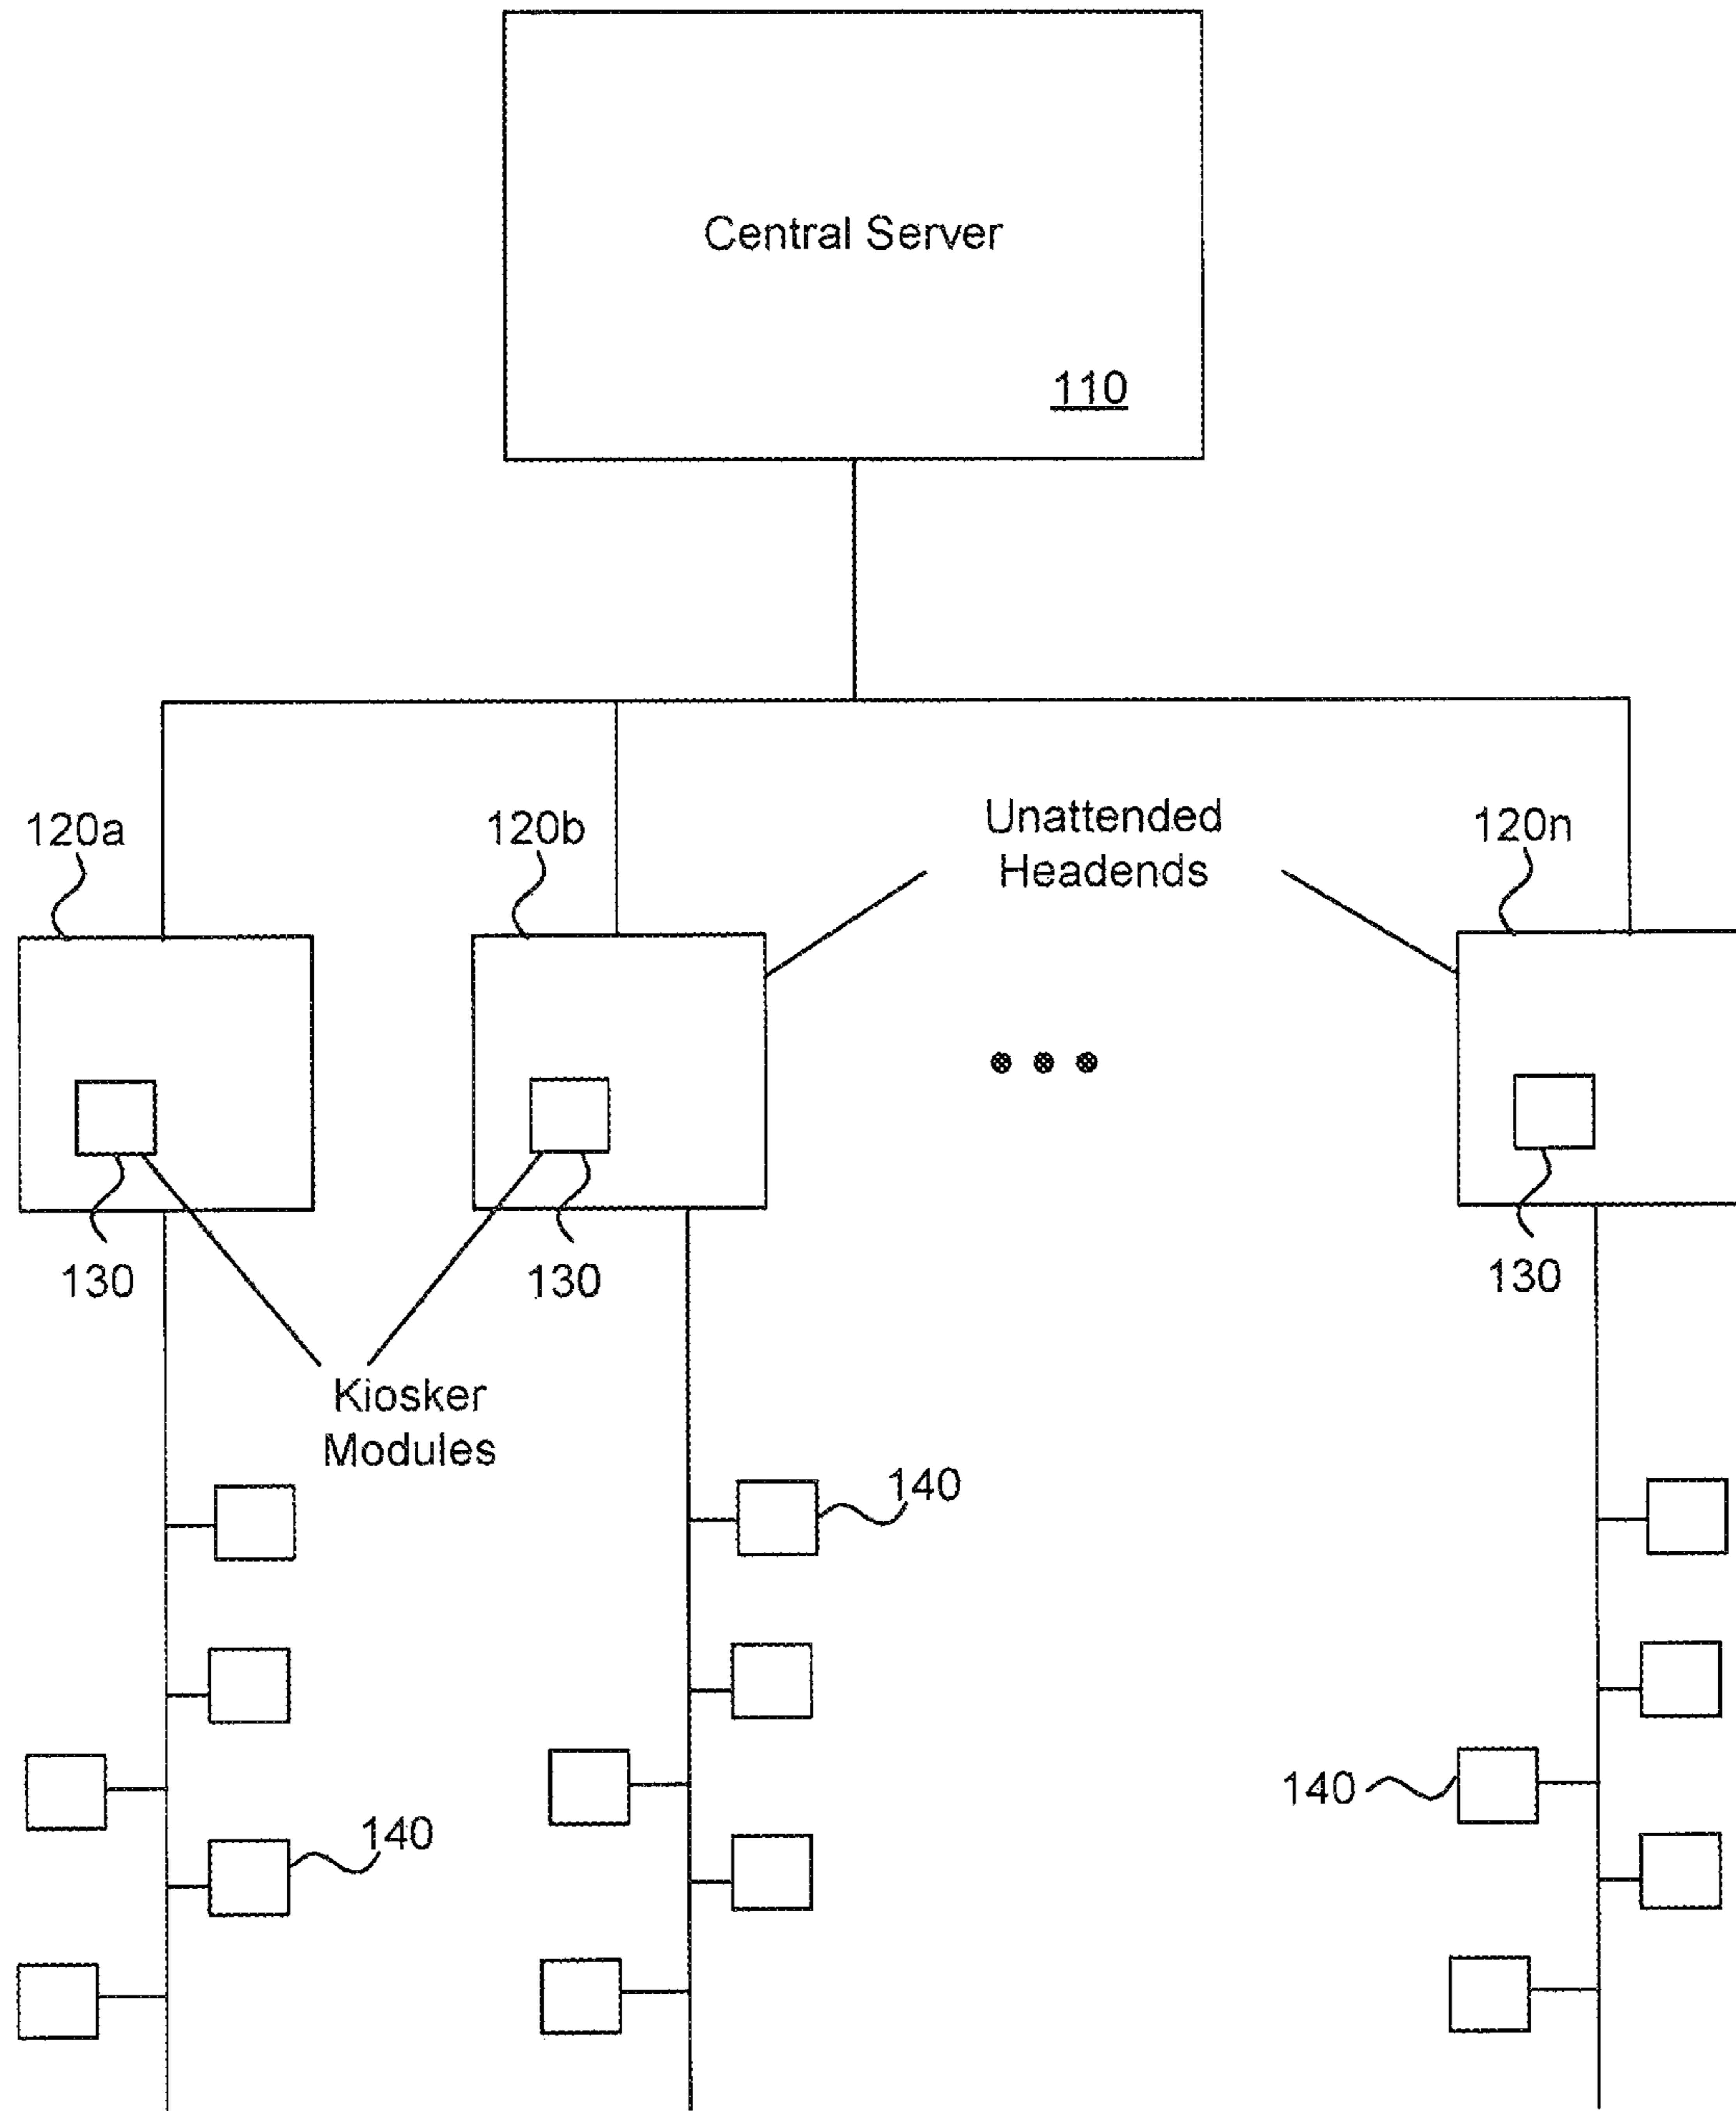 Central Server
110
120a
120b
Unattended
Headends
120n
130
130
130
Kiosker
Modules
140
140
140